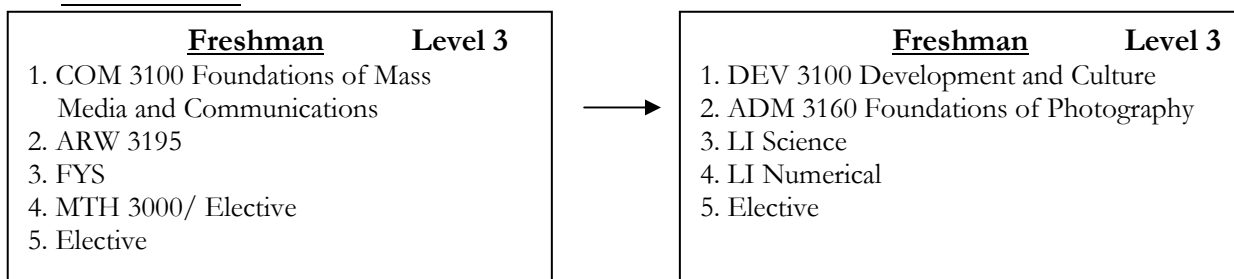 Freshman Level 3
1. COM 3100 Foundations of Mass
Media and Communications
2. ARW 3195
3. FYS
4. MTH 3000/ Elective
5. Elective
Freshman Level 3
1. DEV 3100 Development and Culture
2. ADM 3160 Foundations of Photography
3. LI Science
4. LI Numerical
5. Elective